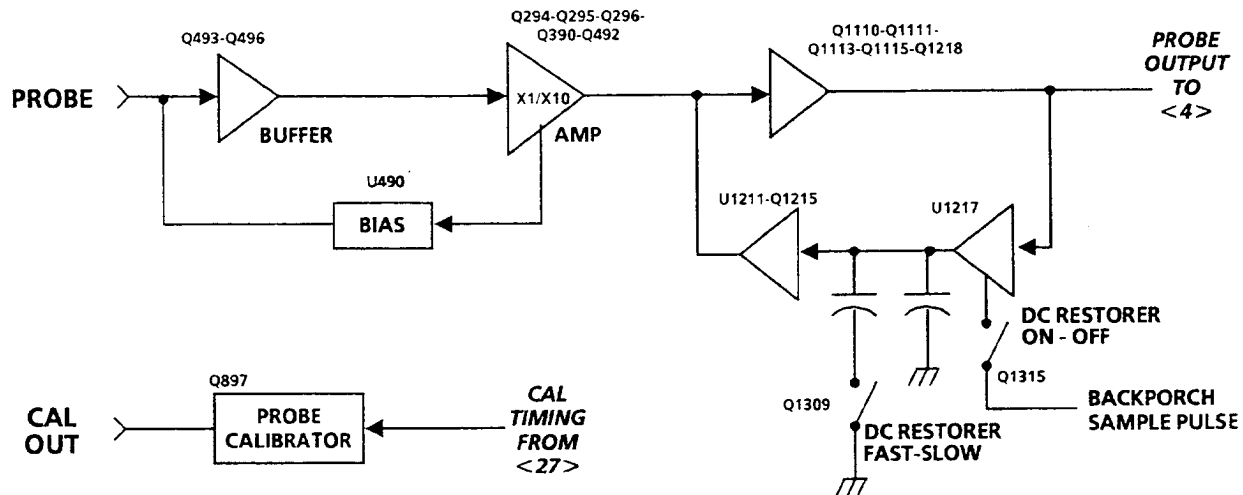 Q294-Q295-Q296-
Q390-Q492
Q493-Q496
Q1110-Q1111-
Q1113-Q1115-Q1218
PROBE
OUTPUT
TO
<4>
PROBE
X1/X10
BUFFER
AMP
U490
BIAS
U1211-Q1215
U1217
DC RESTORER
ON - OFF
Q1315
Q1309
BACKPORCH
SAMPLE PULSE
DC RESTORER
FAST-SLOW
Q897
CAL
OUT
PROBE
CALIBRATOR
CAL
TIMING
FROM
<27>